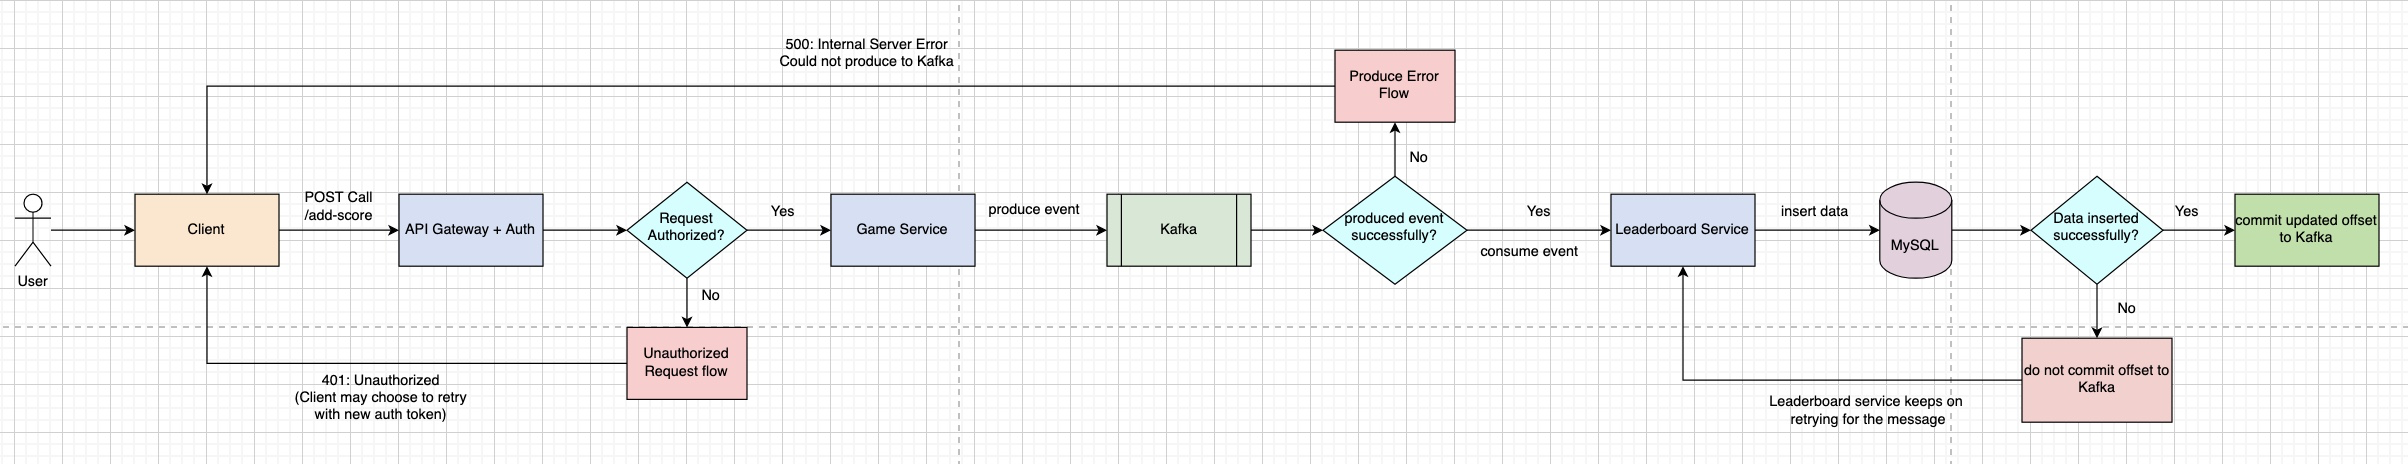 500: Internal Server Error
Could not produce to Kafka
Produce Error
Flow
No
User
Client
POST Call
/add-score
API Gateway + Auth
Request
Authorized?
Yes
Game Service
produce event
Kafka
produced event
successfully?
Yes
consume event
Leaderboard Service
insert data
MySQL
Data inserted
successfully?
Yes
commit updated offset
to Kafka
No
Unauthorized
Request flow
401: Unauthorized
(Client may choose to retry
with new auth token)
No
do not commit offset to
Kafka
Leaderboard service keeps on
retrying for the message